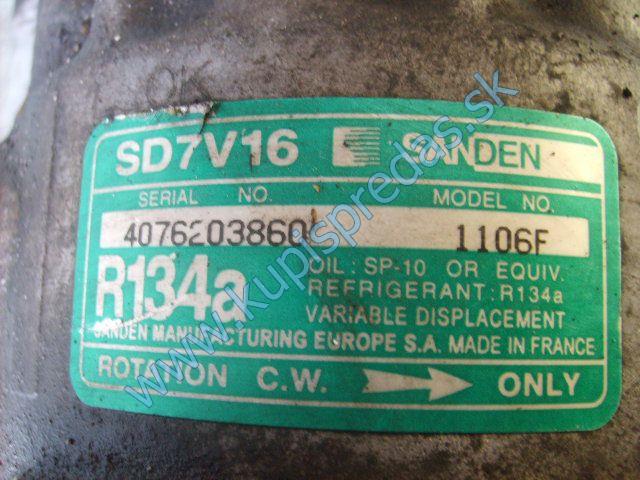 OK
SD7V16 SANDEN
SERIAL NO. MODEL NO.
1106F
R134a
OIL: SP-10 OR EQUIV.
REFRIGERANT: R134a
VARIABLE DISPLACEMENT
SANDEN MANUFACTURING EUROPE S.A. MADE IN FRANCE
ROTATION C.W. ONLY
www.kupispredas.sk